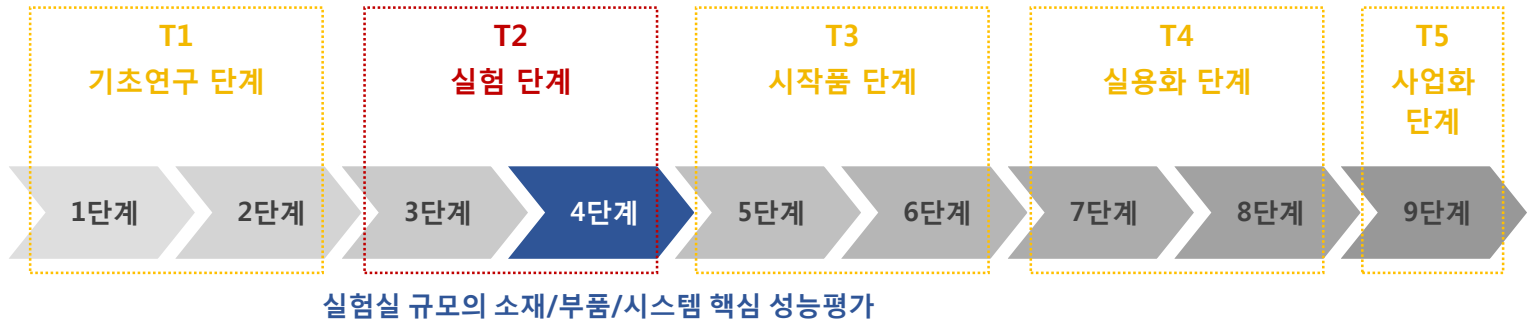 T1
기초연구 단계
T2
실험 단계
T3
시작품 단계
T4
실용화 단계
T5
사업화
단계
1단계
2단계
3단계
4단계
5단계
6단계
7단계
8단계
9단계
실험실 규모의 소재/부품/시스템 핵심 성능평가